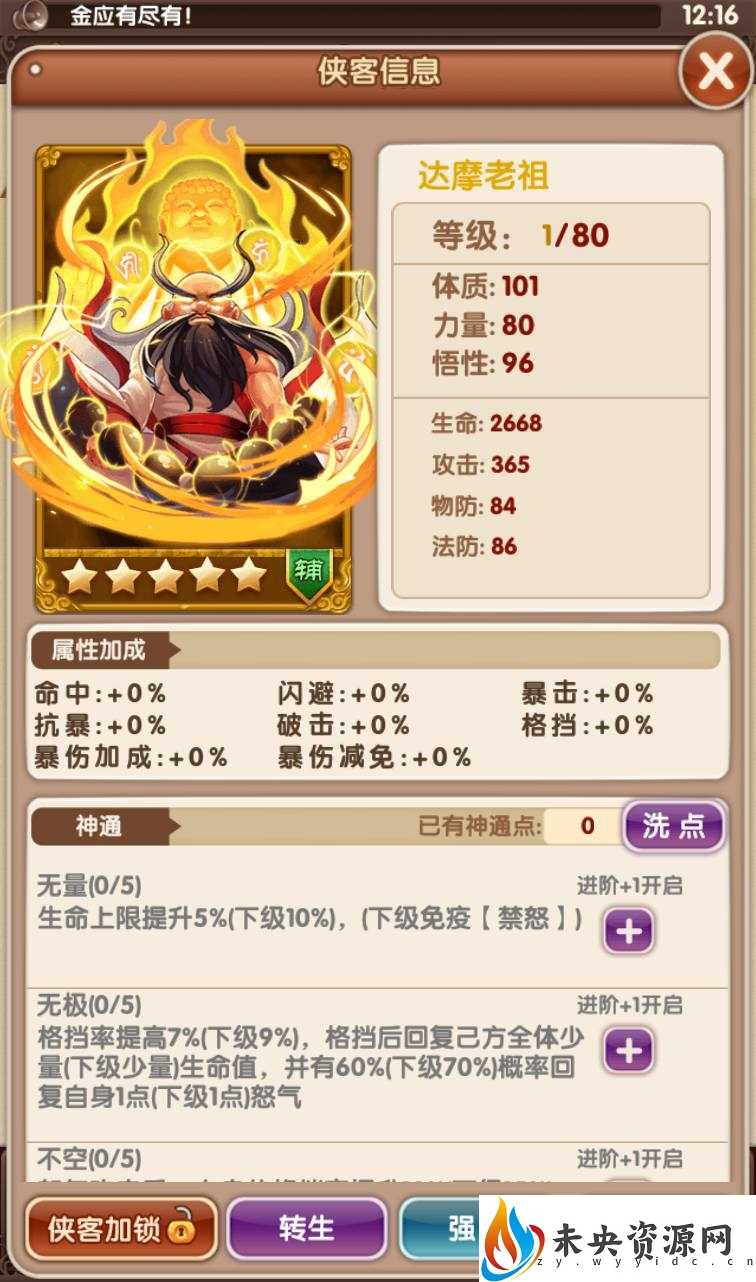 金应有尽有!
12:16
侠客信息
达摩老祖
等级: 1/80
体质: 101
力量: 80
悟性: 96
生命: 2668
攻击: 365
物防: 84
法防: 86
辅
属性加成
命中:+0% 闪避:+0% 暴击:+0%
抗暴:+0% 破击:+0% 格挡:+0%
暴伤加成:+0% 暴伤减免:+0%
神通 已有神通点: 0 洗点
无量(0/5) 进阶+1开启
生命上限提升5%(下级10%)，(下级免疫【禁怒】)
无极(0/5) 进阶+1开启
格挡率提高7%(下级9%)，格挡后回复己方全体少
量(下级少量)生命值，并有60%(下级70%)概率回
复自身1点(下级1点)怒气
不空(0/5) 进阶+1开启
侠客加锁 转生 强
未央资源网
zy.wyyidc.cn